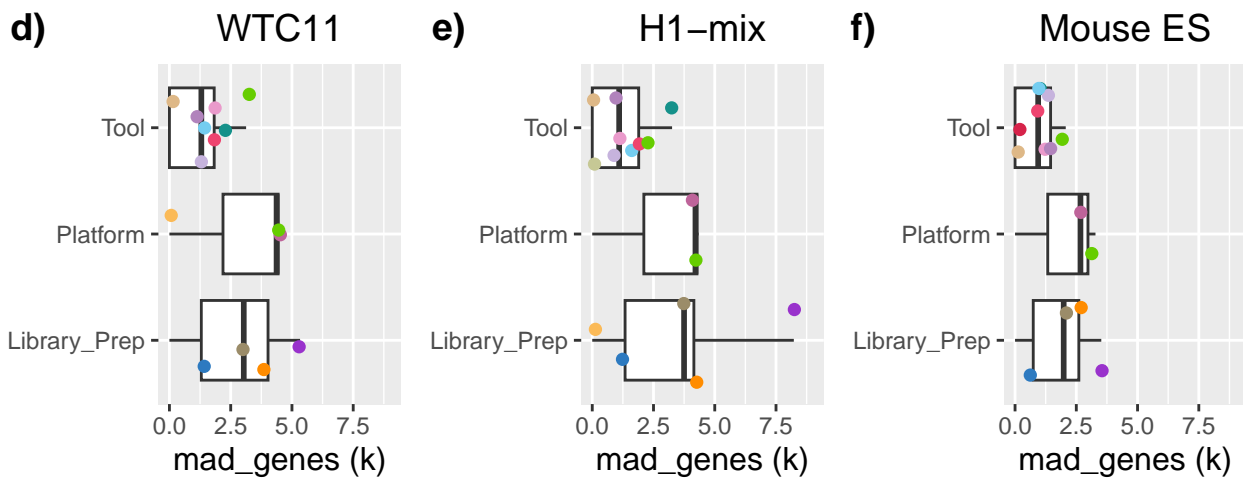 d) WTC11
Tool
Platform
Library_Prep
0.0 2.5 5.0 7.5
mad_genes (k)
e) H1−mix
Tool
Platform
Library_Prep
0.0 2.5 5.0 7.5
mad_genes (k)
f) Mouse ES
Tool
Platform
Library_Prep
0.0 2.5 5.0 7.5
mad_genes (k)